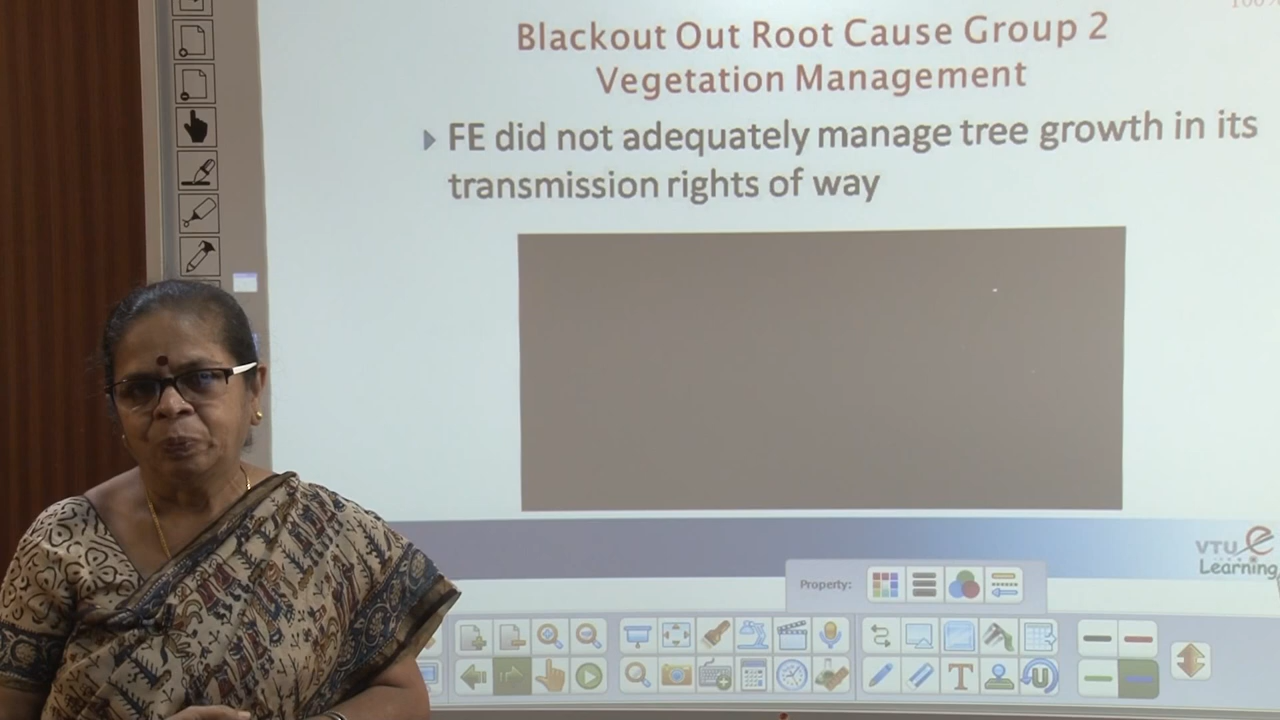 100%
Blackout Out Root Cause Group 2
Vegetation Management
FE did not adequately manage tree growth in its
transmission rights of way
VTU
Learning
Property: